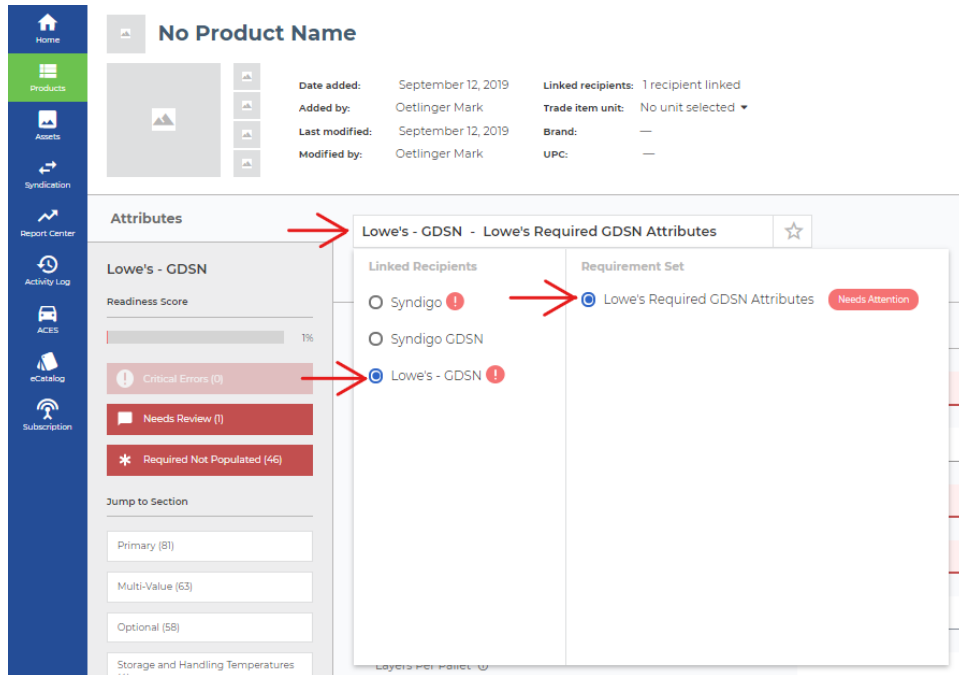 Home
Products
Assets
Syndication
Report Center
Activity Log
ACES
eCatalog
Subscription
No Product Name
Date added: September 12, 2019
Added by: Oetlinger Mark
Last modified: September 12, 2019
Modified by: Oetlinger Mark
Linked recipients: 1 recipient linked
Trade item unit: No unit selected
Brand: —
UPC: —
Attributes
Lowe's - GDSN
Readiness Score
1%
Critical Errors (0)
Needs Review (1)
Required Not Populated (46)
Jump to Section
Primary (81)
Multi-Value (63)
Optional (58)
Storage and Handling Temperatures
Lowe's - GDSN - Lowe's Required GDSN Attributes
Linked Recipients
Syndigo
Syndigo GDSN
Lowe's - GDSN
Requirement Set
Lowe's Required GDSN Attributes Needs Attention
Layers Per Pallet